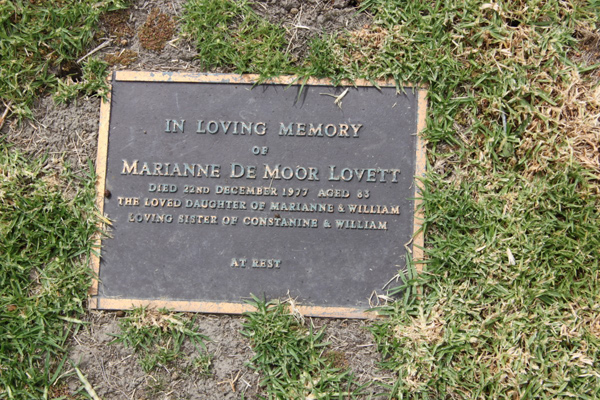 IN LOVING MEMORY
OF
MARIANNE DE MOOR LOVETT
DIED 22ND DECEMBER 1977 AGED 83
THE LOVED DAUGHTER OF MARIANNE & WILLIAM
LOVING SISTER OF CONSTANINE & WILLIAM
AT REST